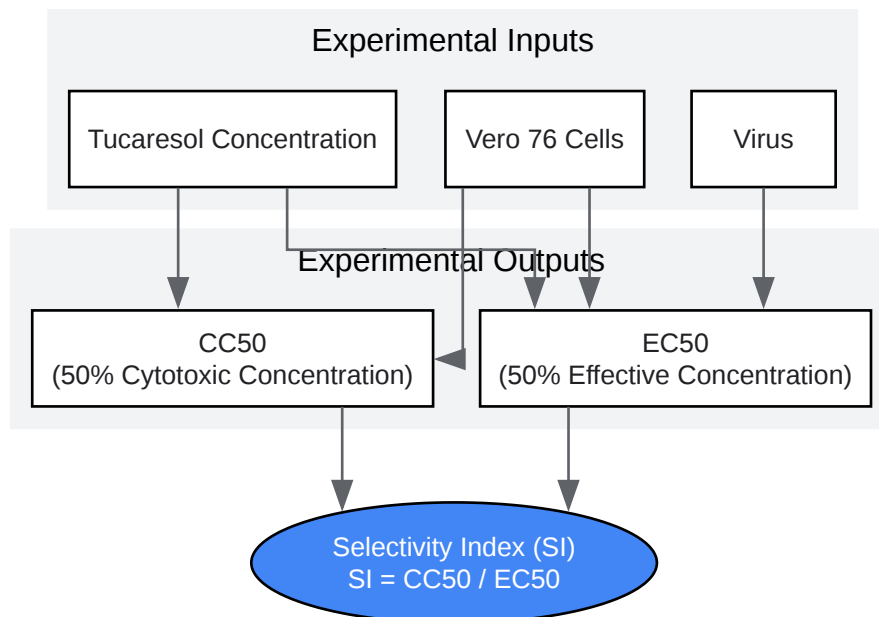 Experimental Inputs
Tucaresol Concentration
Vero 76 Cells
Virus
Experimental Outputs
CC50
(50% Cytotoxic Concentration)
EC50
(50% Effective Concentration)
Selectivity Index (SI)
SI = CC50 / EC50